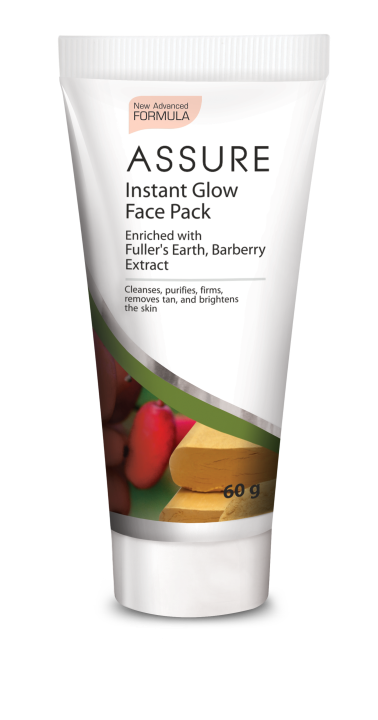 New Advanced
FORMULA
ASSURE
Instant Glow
Face Pack
Enriched with
Fuller's Earth, Barberry
Extract
Cleanses, purifies, firms,
removes tan, and brightens
the skin
60 g